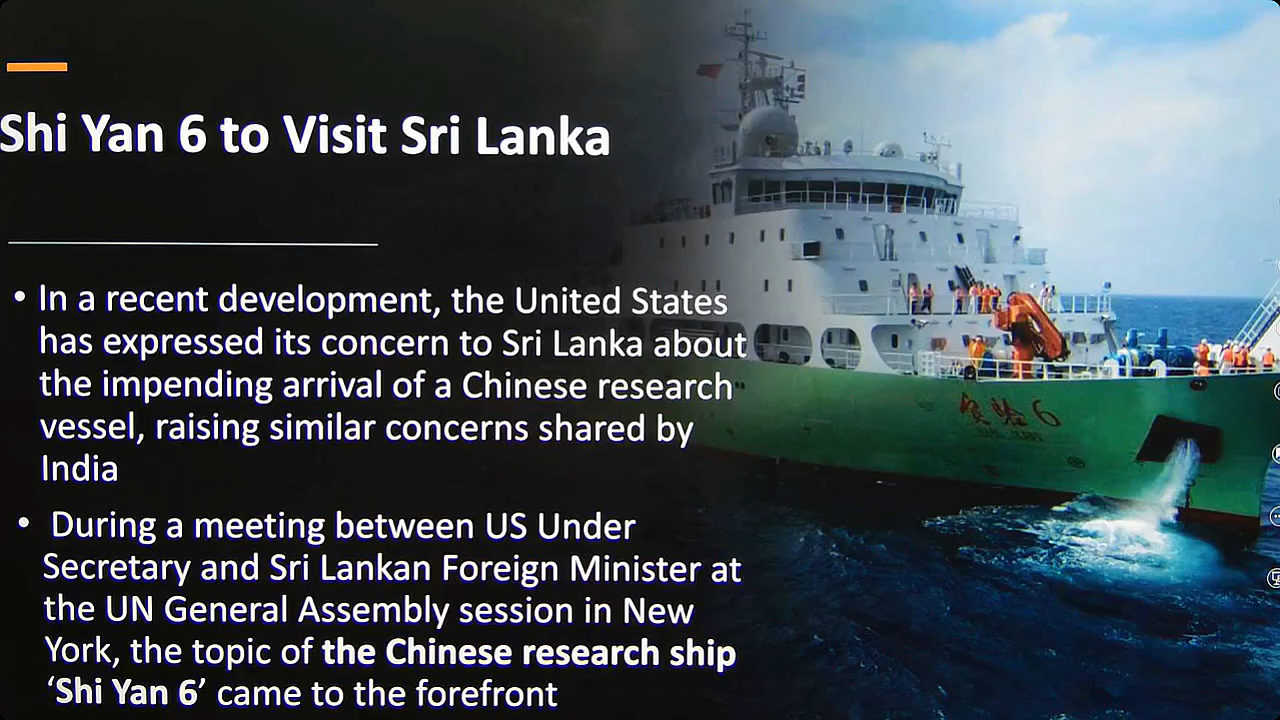 Shi Yan 6 to Visit Sri Lanka
• In a recent development, the United States
has expressed its concern to Sri Lanka about
the impending arrival of a Chinese research
vessel, raising similar concerns shared by
India
• During a meeting between US Under
Secretary and Sri Lankan Foreign Minister at
the UN General Assembly session in New
York, the topic of the Chinese research ship
‘Shi Yan 6’ came to the forefront
6